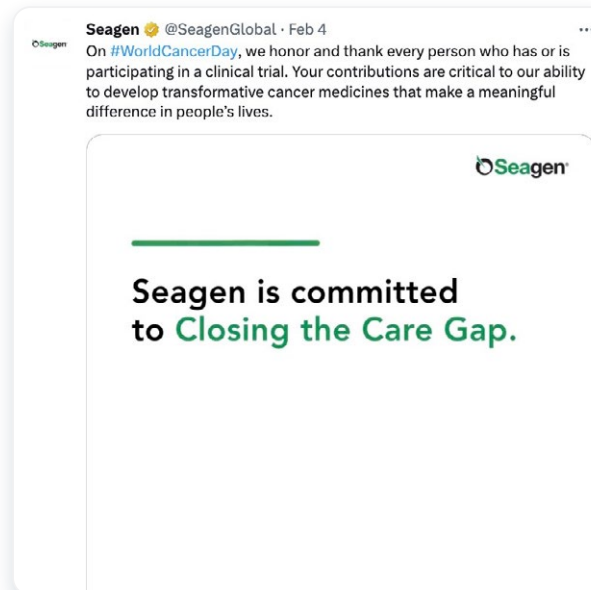 Seagen @SeagenGlobal · Feb 4
Seagen
On #WorldCancerDay, we honor and thank every person who has or is
participating in a clinical trial. Your contributions are critical to our ability
to develop transformative cancer medicines that make a meaningful
difference in people's lives.
Seagen
Seagen is committed
to Closing the Care Gap.